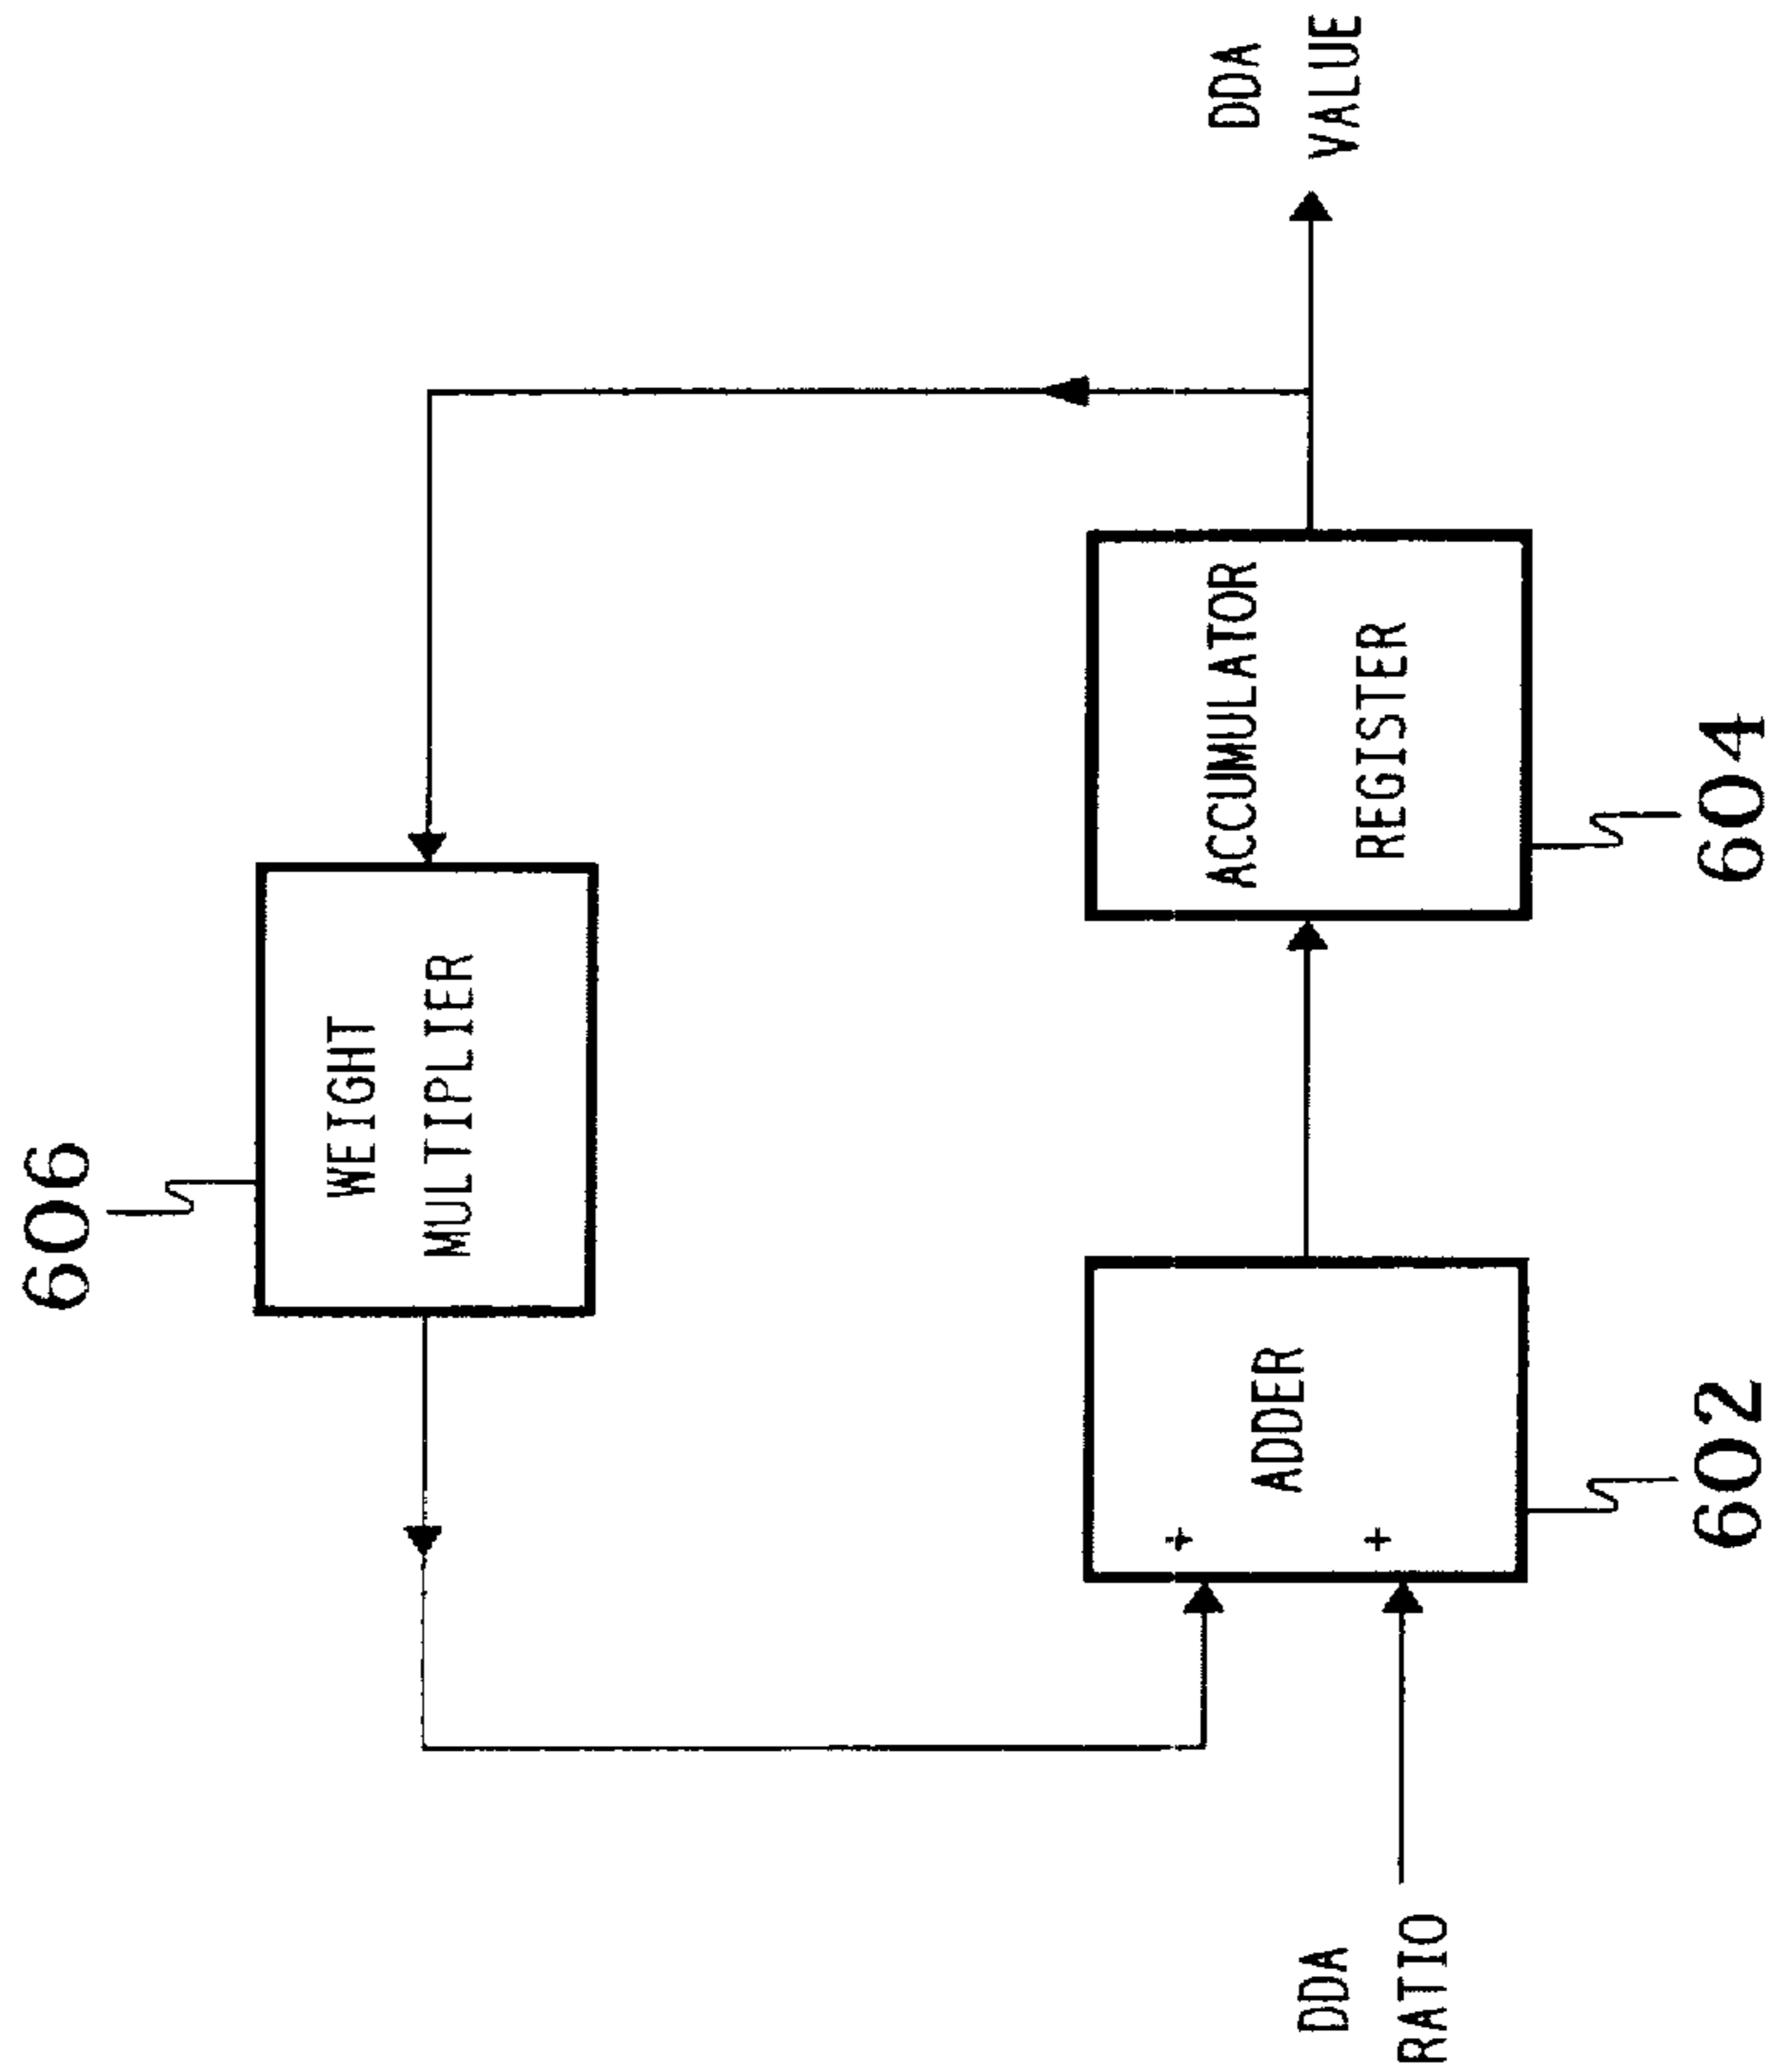 606
WEIGHT
MULTIPLIER
DDA
VALUE
ACCUMULATOR
REGISTER
604
ADDER
+
+
602
DDA
RATIO